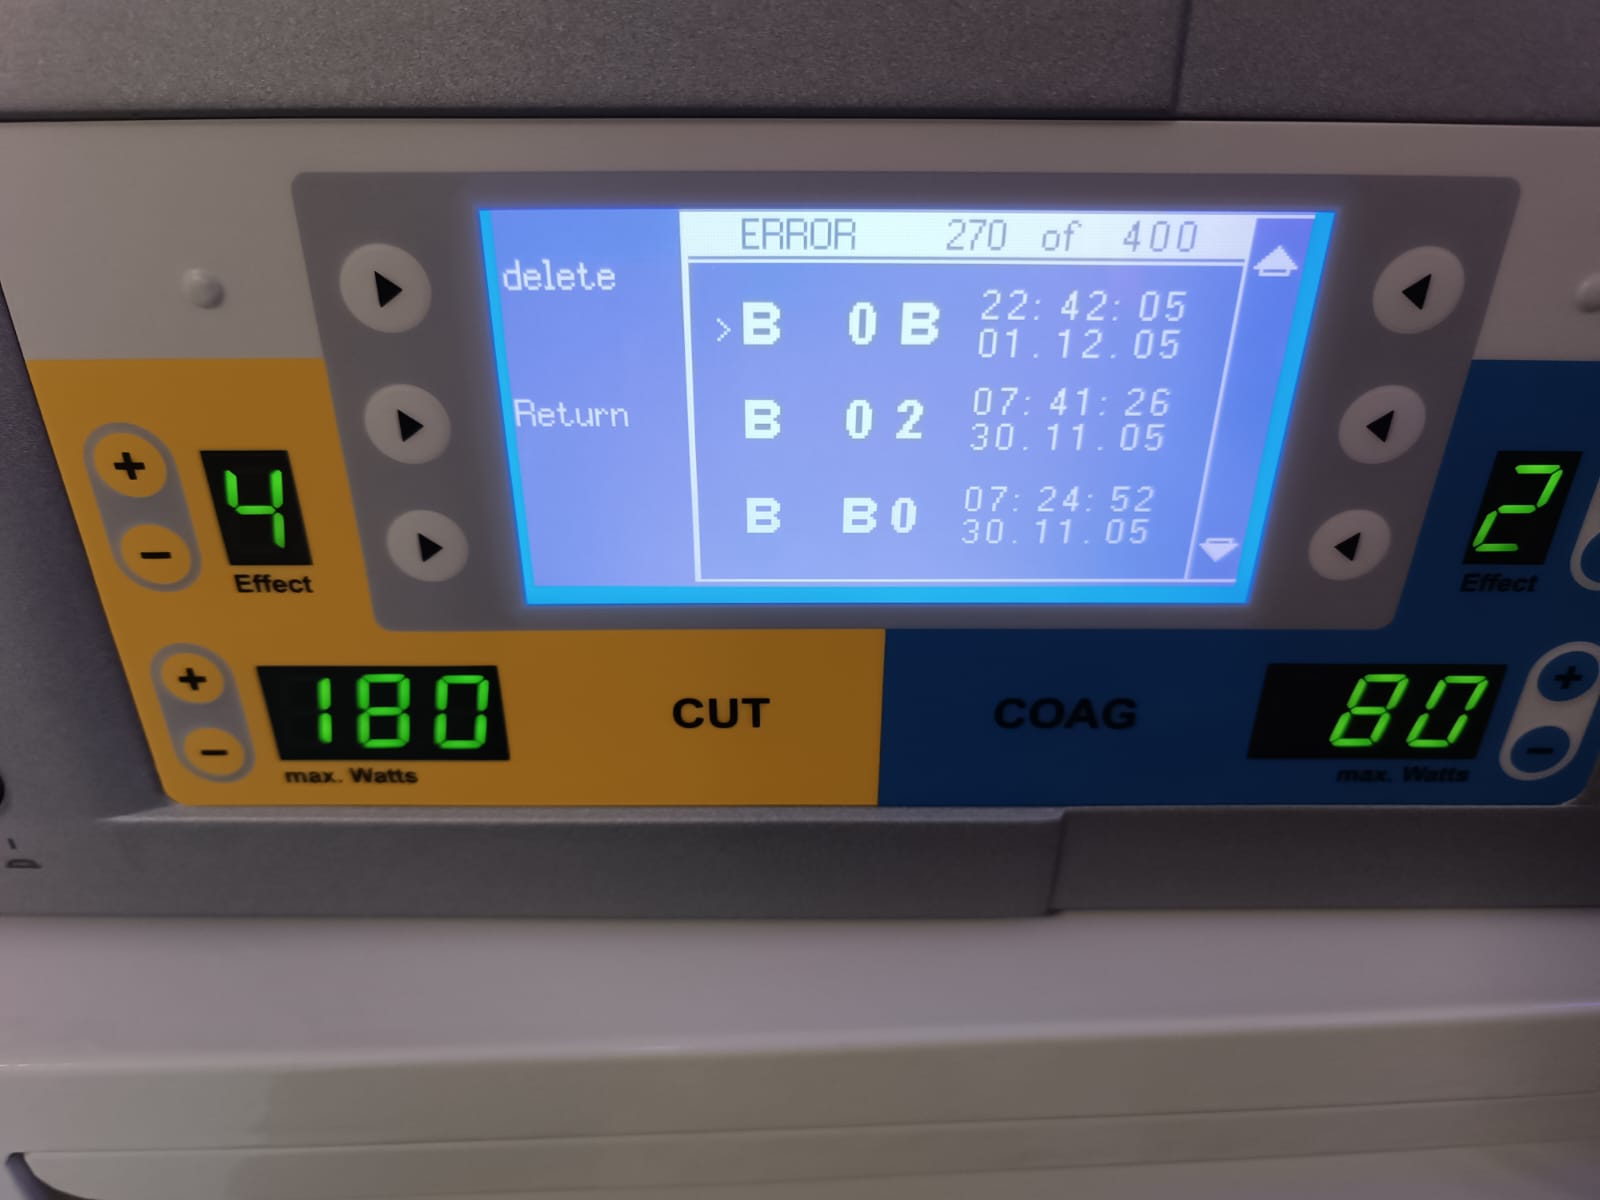 ERROR 270 of 400
delete
>B 0B 22:42:05
01.12.05
Return
B 02 07:41:26
30.11.05
B B0 07:24:52
30.11.05
+
-
4
Effect
2
Effect
+
-
180
max. Watts
CUT
COAG
80
max. Watts
+
-